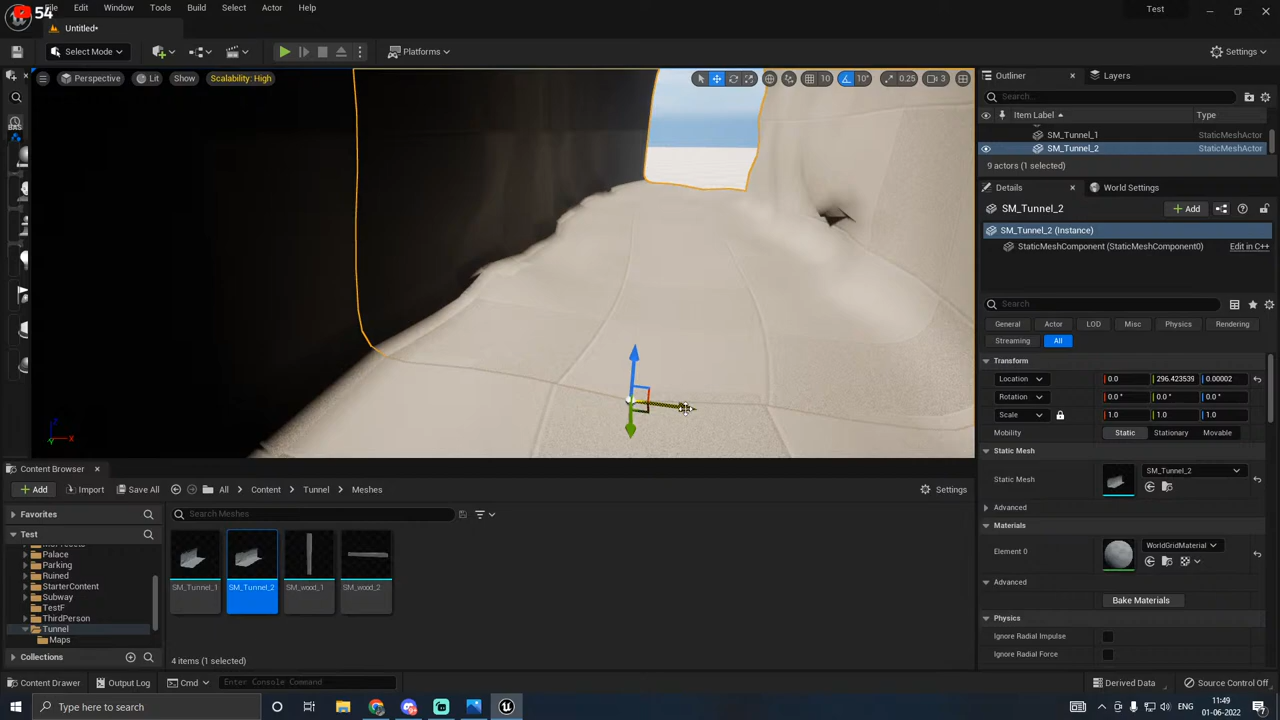 54
File Edit Window Tools Build Select Actor Help
Test
Untitled*
Select Mode
Platforms
Settings
Perspective Lit Show Scalability: High
10 10° 0.25 3
Outliner Layers
Search...
Item Label Type
SM_Tunnel_1 StaticMeshActor
SM_Tunnel_2 StaticMeshActor
9 actors (1 selected)
Details World Settings
SM_Tunnel_2
Add
SM_Tunnel_2 (Instance)
StaticMeshComponent (StaticMeshComponent0) Edit in C++
Search
General Actor LOD Misc Physics Rendering
Streaming All
Transform
Location 0.0 296.423539 0.00002
Rotation 0.0 ° 0.0 ° 0.0 °
Scale 1.0 1.0 1.0
Mobility Static Stationary Movable
Static Mesh
Static Mesh SM_Tunnel_2
Advanced
Materials
Element 0 WorldGridMaterial
Advanced
Bake Materials
Physics
Ignore Radial Impulse
Ignore Radial Force
BAS
X
Content Browser
Add Import Save All All Content Tunnel Meshes Settings
Favorites
Search Meshes
Test
Palace
Parking
Ruined
StarterContent
Subway
TestF
ThirdPerson
Tunnel
Maps
Collections
SM_Tunnel_1 SM_Tunnel_2 SM_wood_1 SM_wood_2
4 items (1 selected)
Content Drawer Output Log Cmd Enter Console Command Derived Data Source Control Off
Type here to search
ENG
11:49
01-06-2022